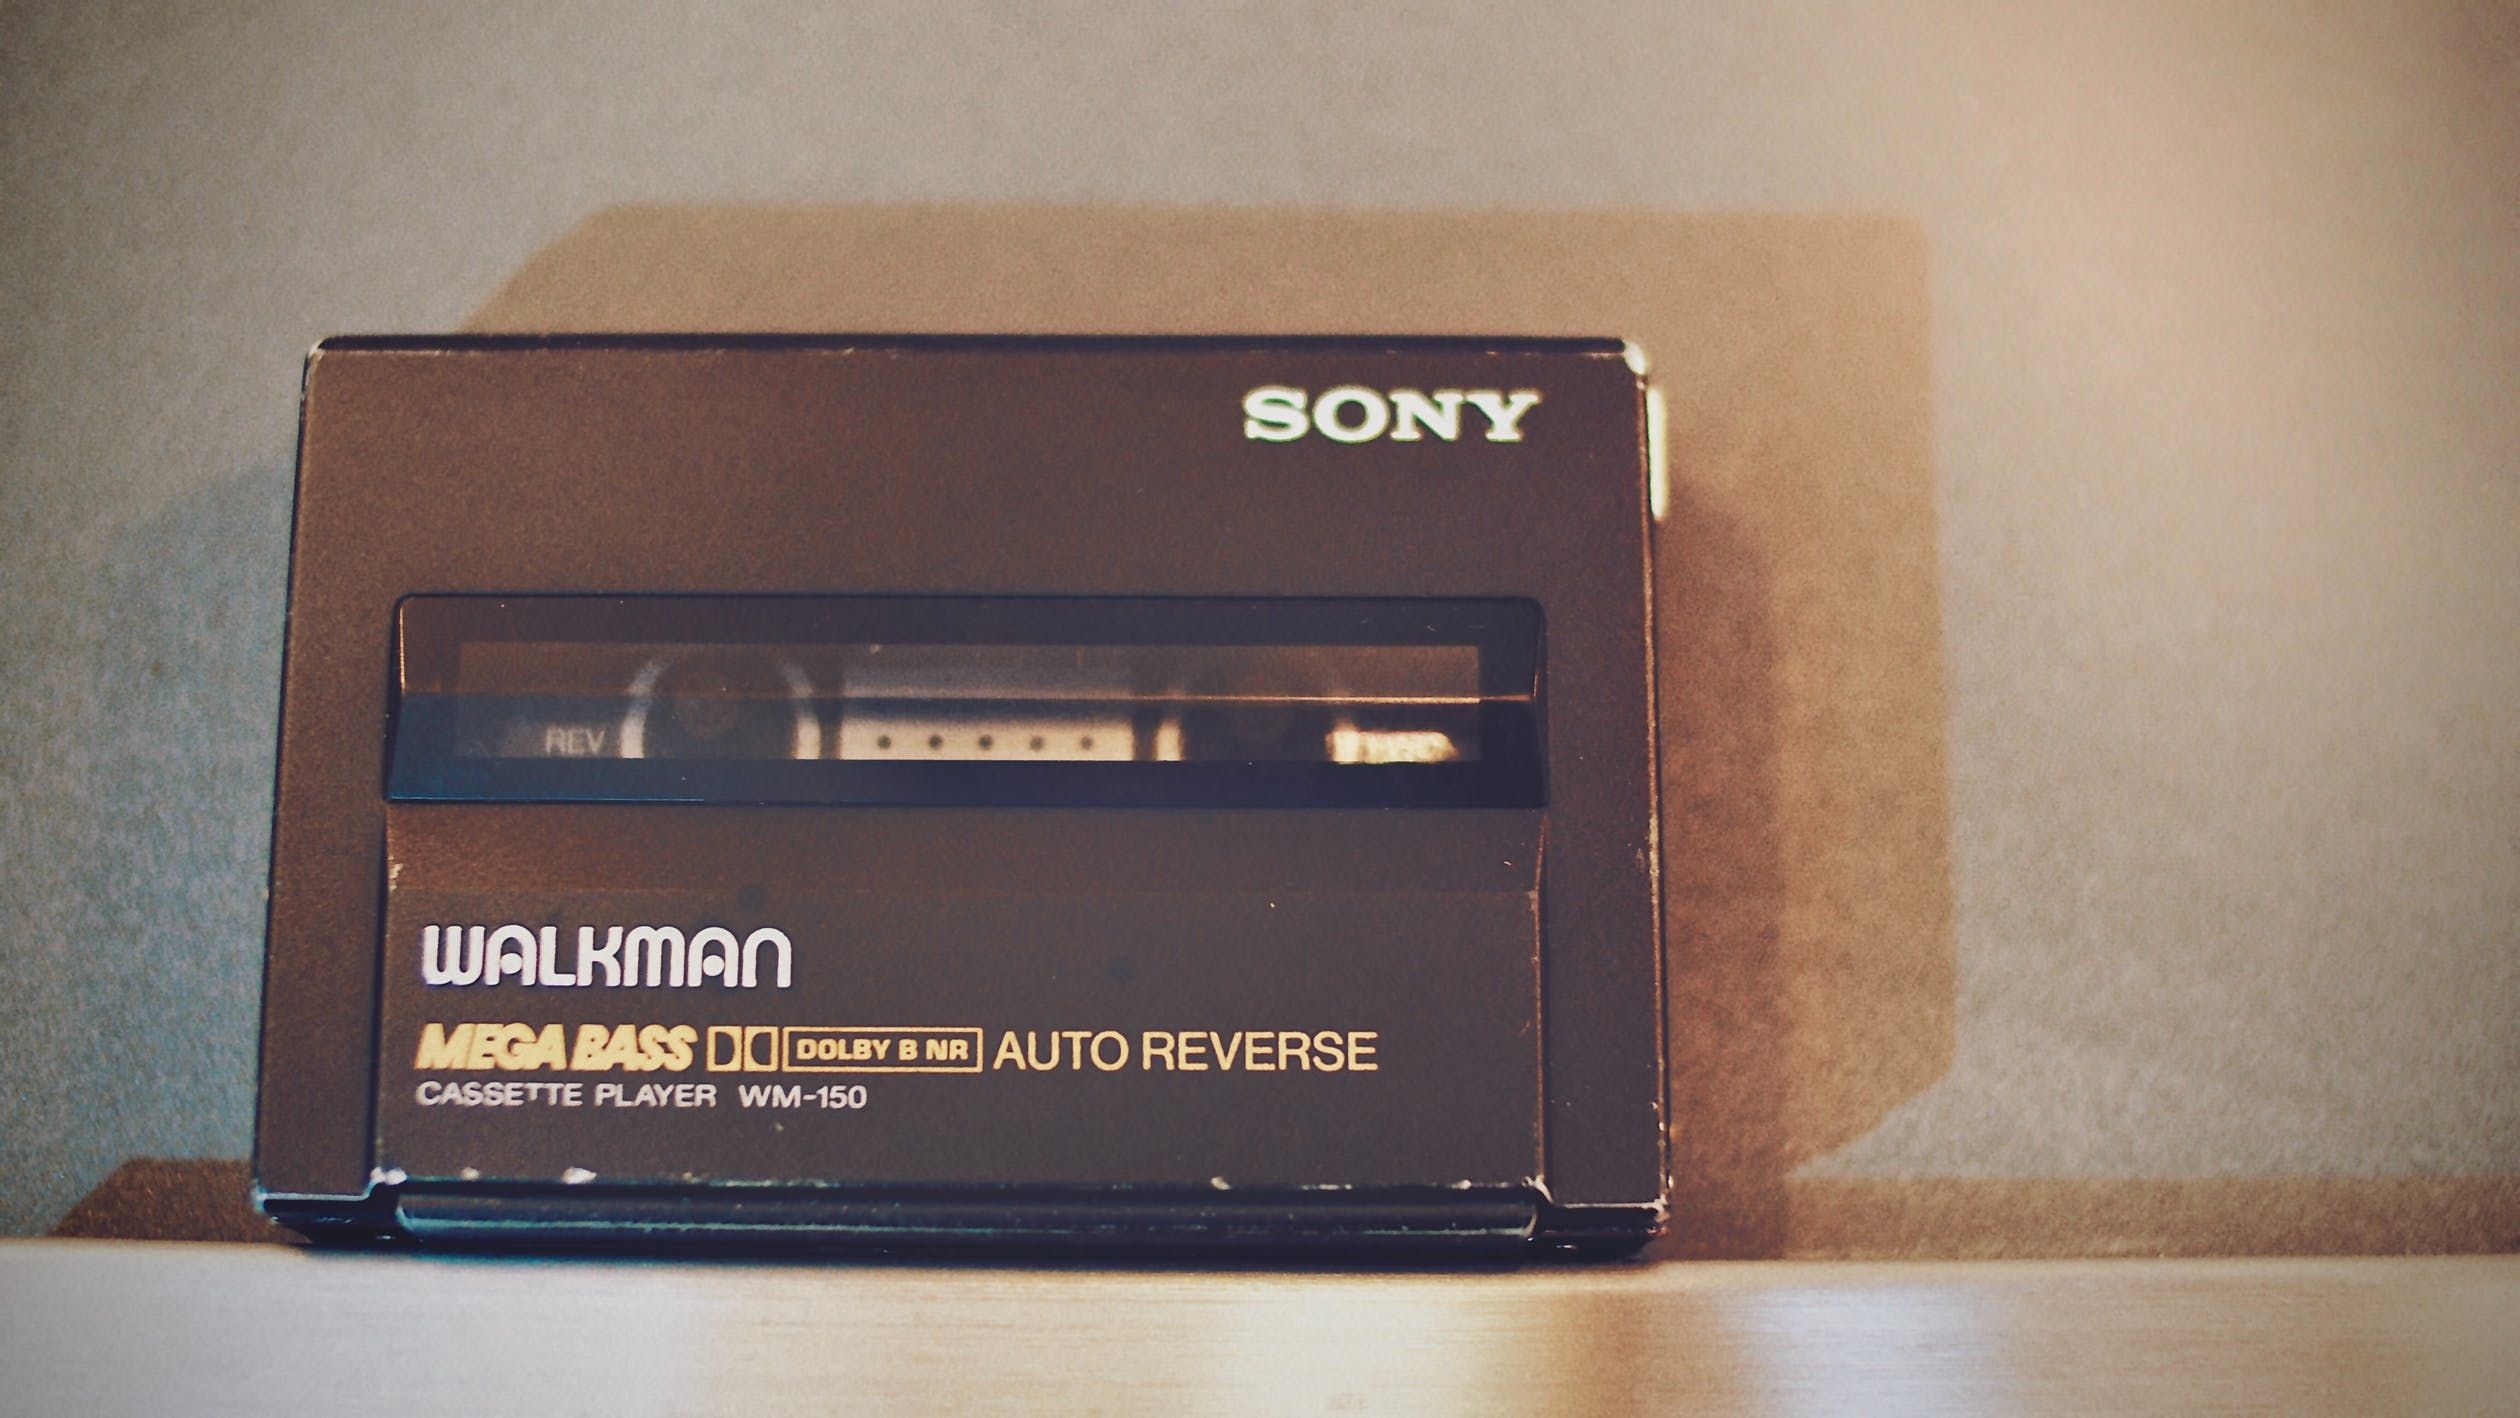 SONY
REV
WALKMAN
MEGA BASS DOLBY B NR AUTO REVERSE
CASSETTE PLAYER WM-150